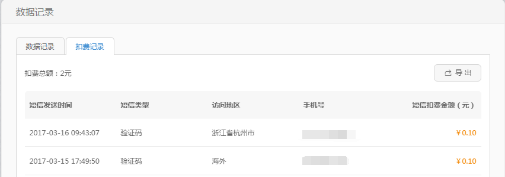 数据记录
数据记录 扣费记录
扣费总额：2元 导出
短信发送时间 短信类型 访问地区 手机号 短信扣费金额（元）
2017-03-16 09:43:07 验证码 浙江省杭州市 ￥0.10
2017-03-15 17:49:50 验证码 海外 ￥0.10